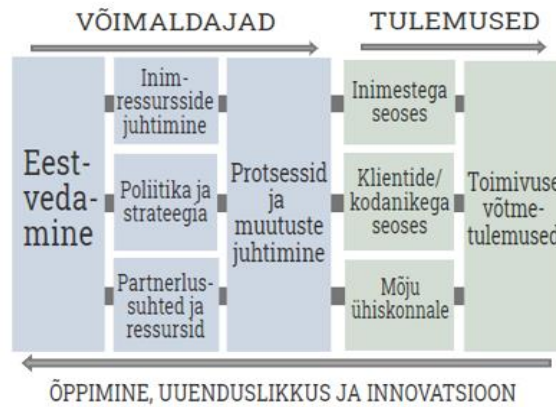 VÕIMALDAJAD
TULEMUSED
Eest-
veda-
mine
Inim-
ressursside
juhtimine
Poliitika ja
strateegia
Partnerlus-
suhted ja
ressursid
Protsessid
ja
muutuste
juhtimine
Inimestega
seoses
Klientide/
kodanikega
seoses
Mõju
ühiskonnale
Toimivuse
võtme-
tulemused
ÕPPIMINE, UUENDUSLIKKUS JA INNOVATSIOON